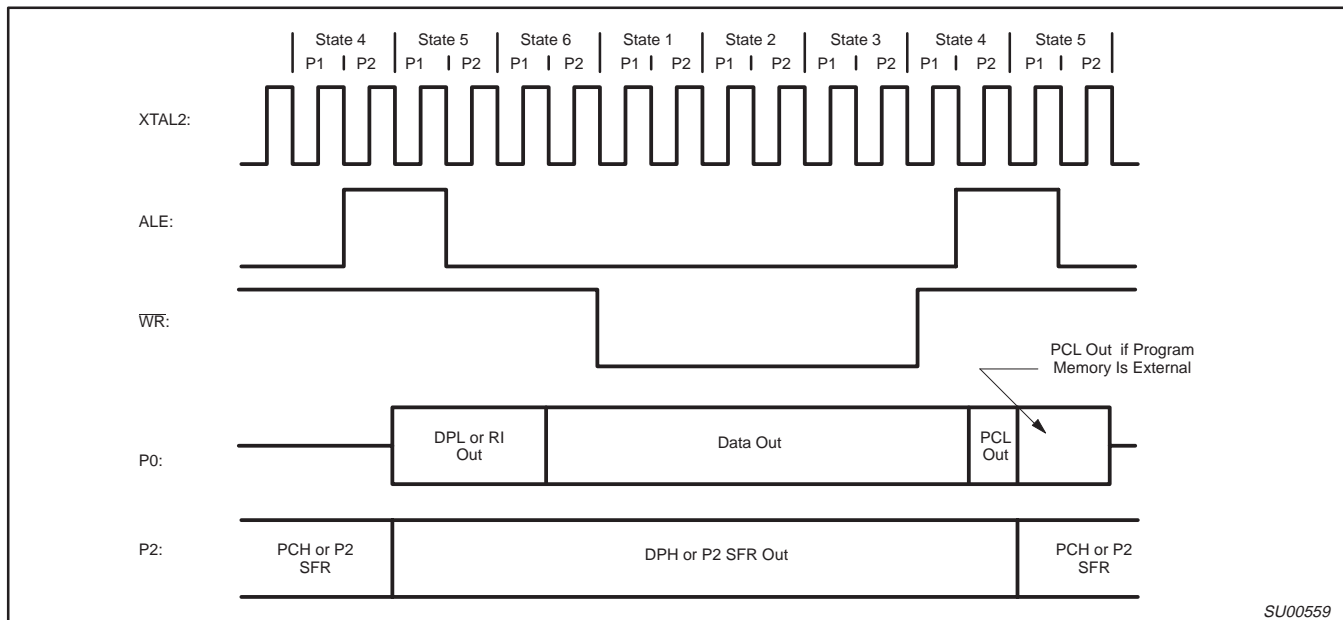 State 4 State 5 State 6 State 1 State 2 State 3 State 4 State 5
P1 P2 P1 P2 P1 P2 P1 P2 P1 P2 P1 P2 P1 P2 P1 P2
XTAL2:
ALE:
WR:
PCL Out if Program
Memory Is External
P0:
DPL or RI
Out
Data Out
PCL
Out
P2:
PCH or P2
SFR
DPH or P2 SFR Out
PCH or P2
SFR
SU00559